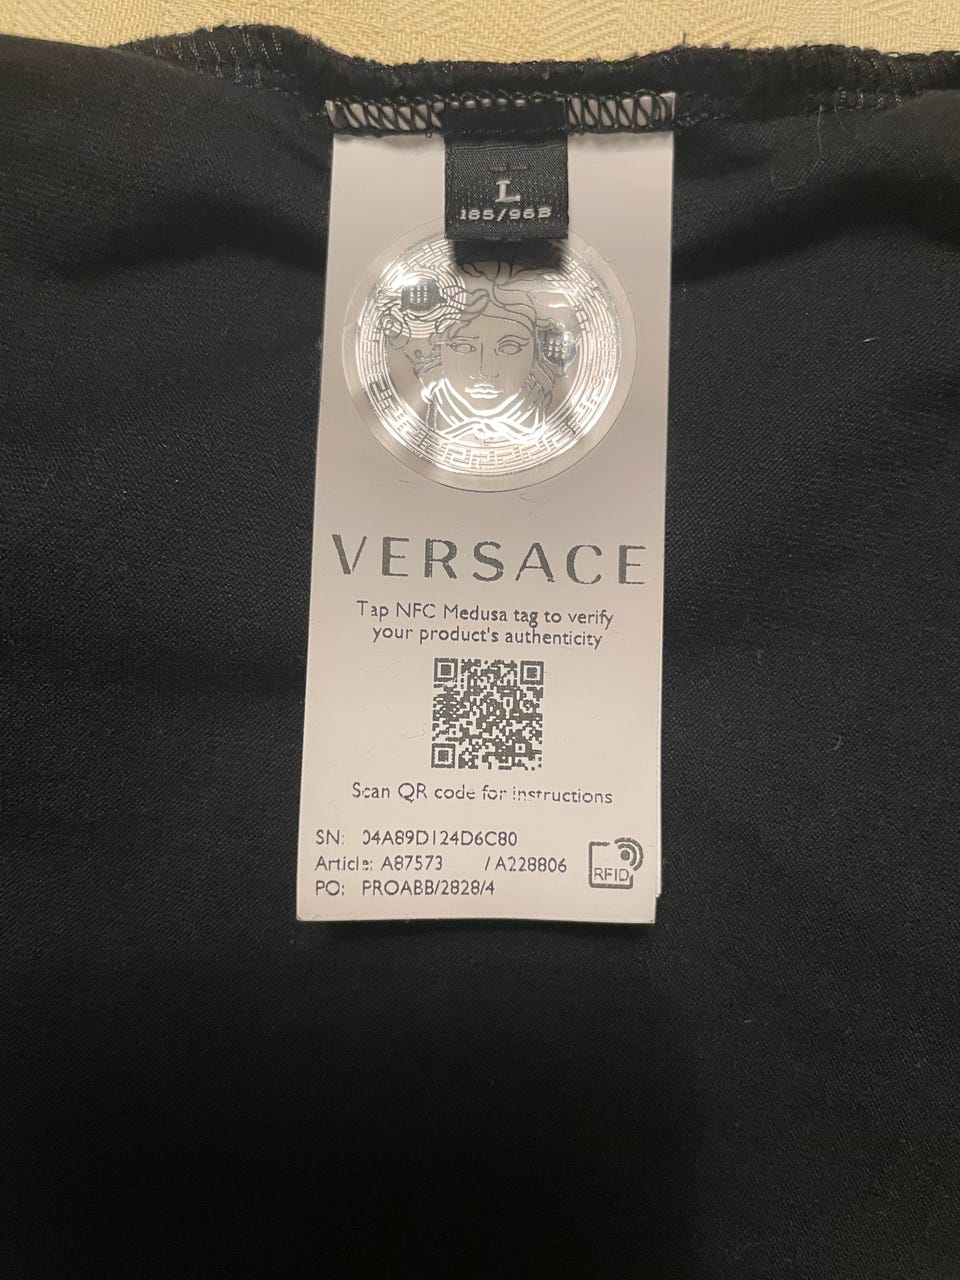 L
185/96B
VERSACE
Tap NFC Medusa tag to verify
your product's authenticity
Scan QR code for instructions
SN: 04A89D124D6C80
Article: A87573 / A228806
PO: PROABB/2828/4
RFID